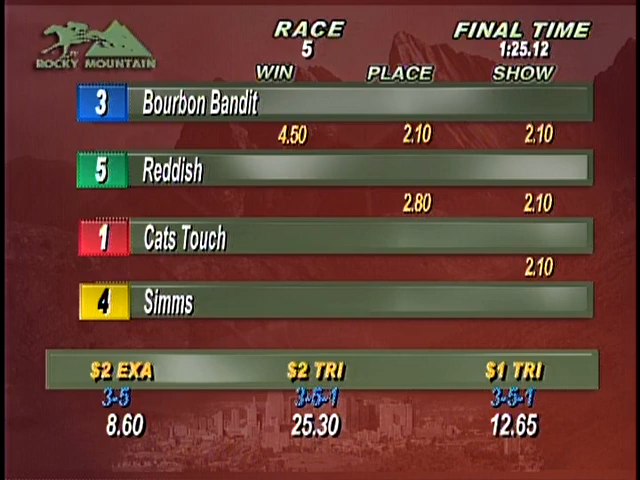 RACE
5
FINAL TIME
1:25.12
ROCKY MOUNTAIN
WIN PLACE SHOW
3 Bourbon Bandit
4.50 2.10 2.10
5 Reddish
2.80 2.10
1 Cats Touch
2.10
4 Simms
$2 EXA $2 TRI $1 TRI
3-5 3-5-1 3-5-1
8.60 25.30 12.65